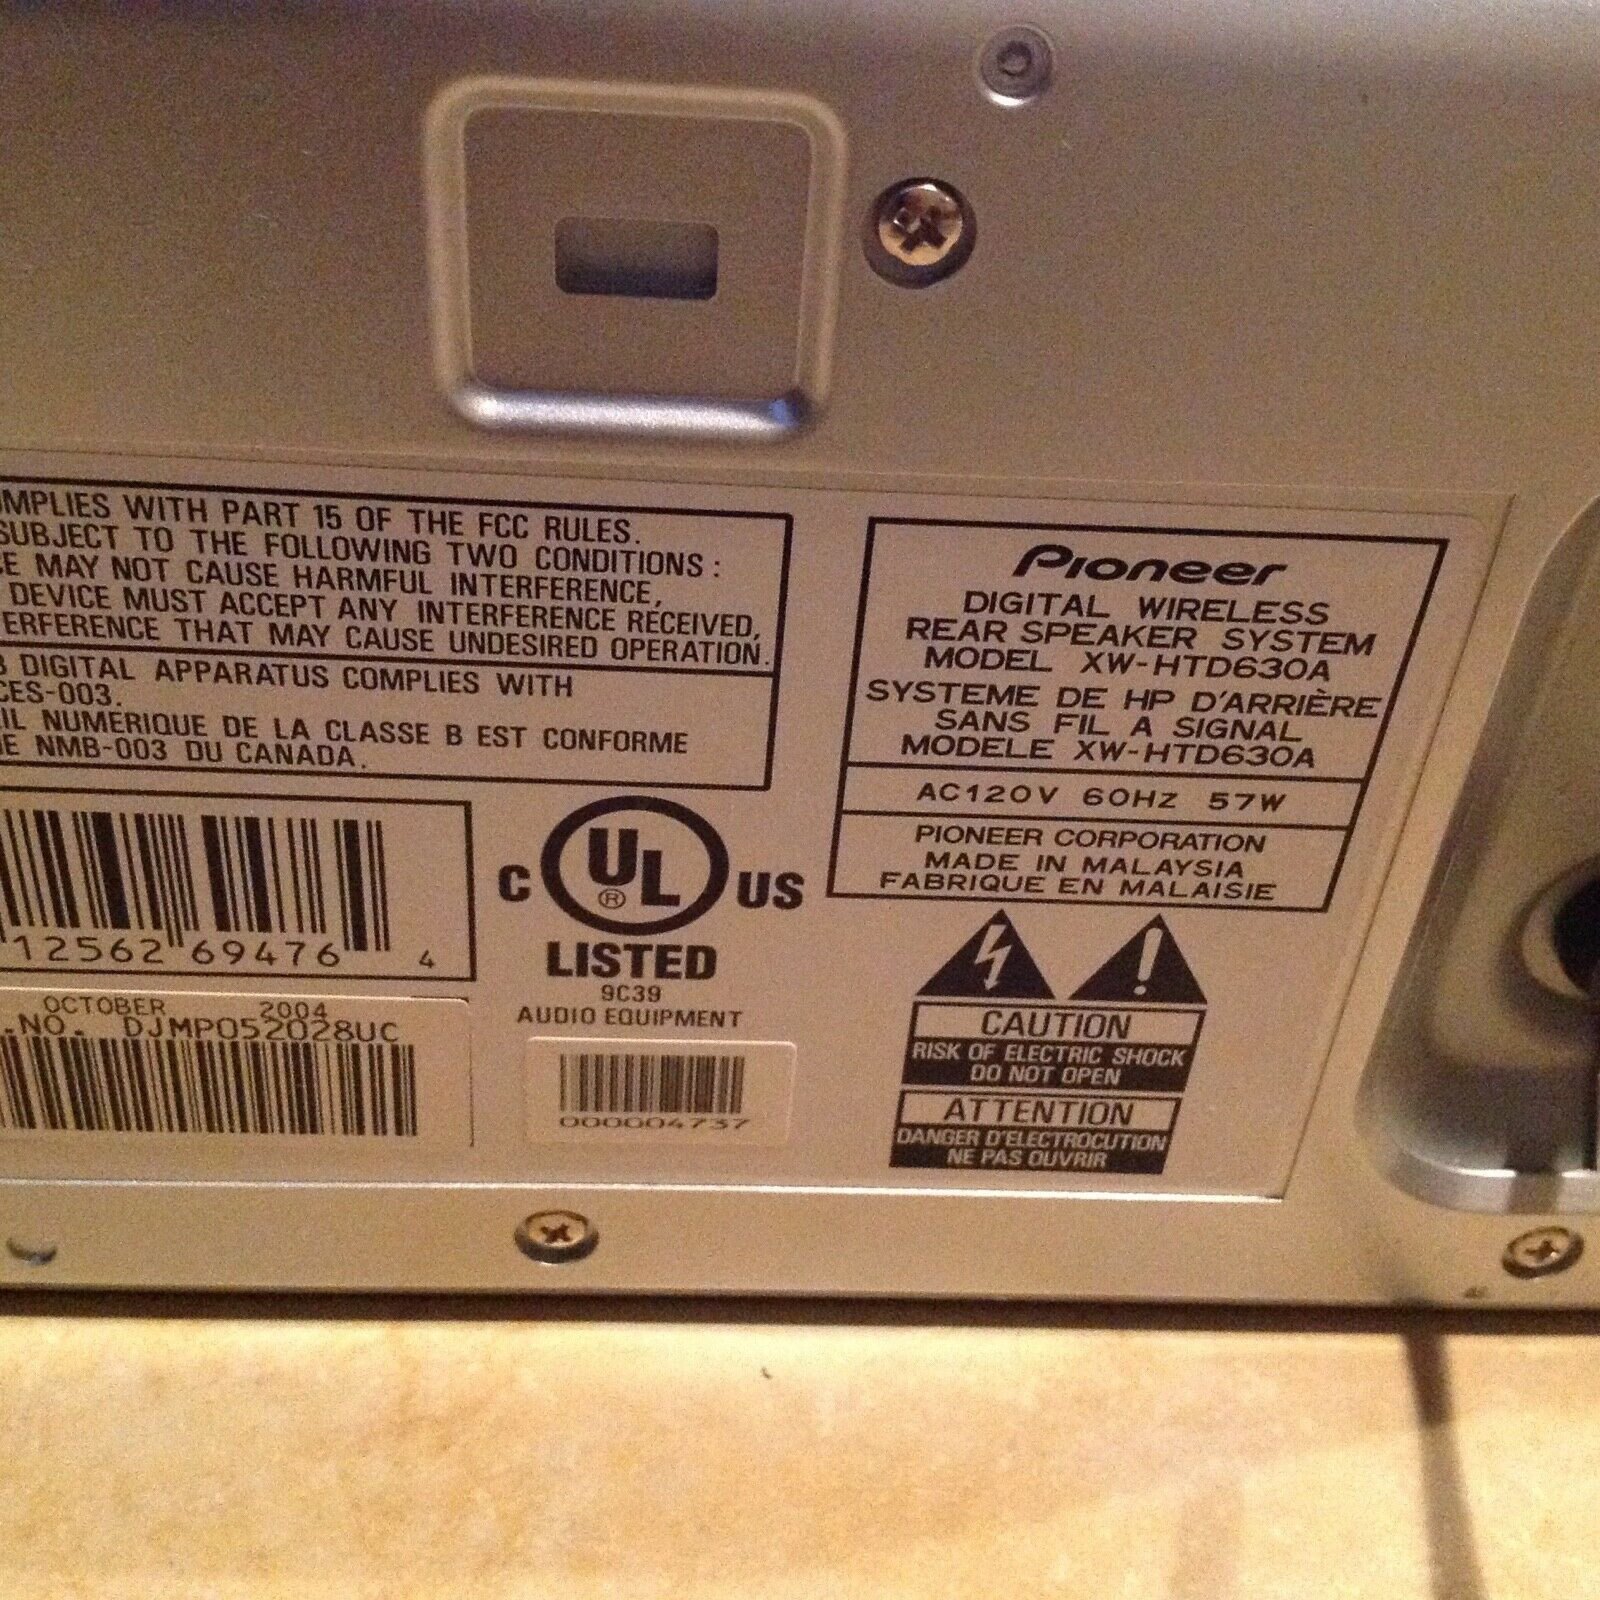 COMPLIES WITH PART 15 OF THE FCC RULES.
SUBJECT TO THE FOLLOWING TWO CONDITIONS :
MAY NOT CAUSE HARMFUL INTERFERENCE,
DEVICE MUST ACCEPT ANY INTERFERENCE RECEIVED,
THAT MAY CAUSE UNDESIRED OPERATION.
B DIGITAL APPARATUS COMPLIES WITH
CES-003.
IL NUMERIQUE DE LA CLASSE B EST CONFORME
NMB-003 DU CANADA.
12562 69476 4
OCTOBER 2004
.NO. DJMP052028UC
C UL ® US
LISTED
9C39
AUDIO EQUIPMENT
000004737
Pioneer
DIGITAL WIRELESS
REAR SPEAKER SYSTEM
MODEL XW-HTD630A
SYSTEME DE HP D'ARRIÈRE
SANS FIL A SIGNAL
MODELE XW-HTD630A
AC120V 60HZ 57W
PIONEER CORPORATION
MADE IN MALAYSIA
FABRIQUE EN MALAISIE
CAUTION
RISK OF ELECTRIC SHOCK
DO NOT OPEN
ATTENTION
DANGER D'ELECTROCUTION
NE PAS OUVRIR